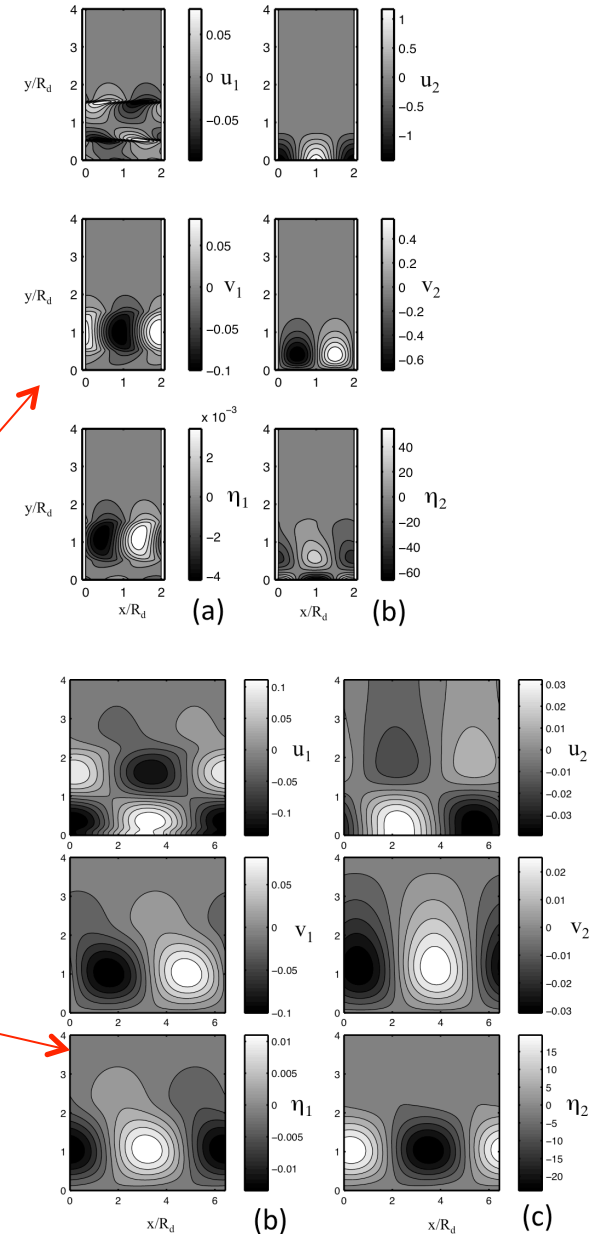 4 3 2 1 0 y/R_d 0 1 2 0.05 0 −0.05 u_1
4 3 2 1 0 0 1 2 1 0.5 0 −0.5 −1 u_2
4 3 2 1 0 y/R_d 0 1 2 0.05 0 −0.05 −0.1 v_1
4 3 2 1 0 0 1 2 0.4 0.2 0 −0.2 −0.4 −0.6 v_2
x 10^−3
4 3 2 1 0 y/R_d 0 1 2 2 0 −2 −4 η_1
4 3 2 1 0 0 1 2 40 20 0 −20 −40 −60 η_2
x/R_d (a) x/R_d (b)
4 3 2 1 0 0 2 4 6 0.1 0.05 0 −0.05 −0.1 u_1
4 3 2 1 0 0 2 4 6 0.03 0.02 0.01 0 −0.01 −0.02 −0.03 u_2
4 3 2 1 0 0 2 4 6 0.05 0 −0.05 −0.1 v_1
4 3 2 1 0 0 2 4 6 0.02 0.01 0 −0.01 −0.02 −0.03 v_2
4 3 2 1 0 0 2 4 6 0.01 0.005 0 −0.005 −0.01 η_1
4 3 2 1 0 0 2 4 6 15 10 5 0 −5 −10 −15 −20 η_2
x/R_d (b) x/R_d (c)